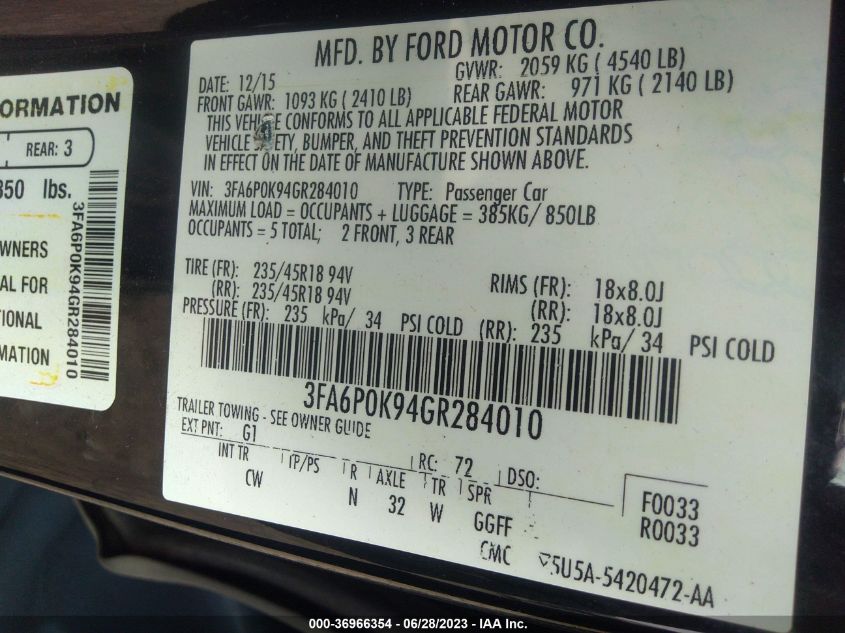 ORMATION
REAR: 3
850 lbs.
3FA6P0K94GR284010
WNERS
AL FOR
TIONAL
MATION
MFD. BY FORD MOTOR CO.
DATE: 12/15 GVWR: 2059 KG ( 4540 LB)
FRONT GAWR: 1093 KG ( 2410 LB) REAR GAWR: 971 KG ( 2140 LB)
THIS VEHICLE CONFORMS TO ALL APPLICABLE FEDERAL MOTOR
VEHICLE SAFETY, BUMPER, AND THEFT PREVENTION STANDARDS
IN EFFECT ON THE DATE OF MANUFACTURE SHOWN ABOVE.
VIN: 3FA6P0K94GR284010 TYPE: Passenger Car
MAXIMUM LOAD = OCCUPANTS + LUGGAGE = 385KG/ 850LB
OCCUPANTS = 5 TOTAL; 2 FRONT, 3 REAR
TIRE (FR): 235/45R18 94V RIMS (FR): 18x8.0J
(RR): 235/45R18 94V (RR): 18x8.0J
PRESSURE (FR): 235 kPa/ 34 PSI COLD (RR): 235 kPa/ 34 PSI COLD
3FA6P0K94GR284010
TRAILER TOWING - SEE OWNER GUIDE
EXT PNT: G1 RC: 72 DSO:
INT TR TP/PS R AXLE TR SPR F0033
CW N 32 W GGFF R0033
CMC 5U5A-5420472-AA
000-36966354 / 06/28/2023 / IAA Inc.